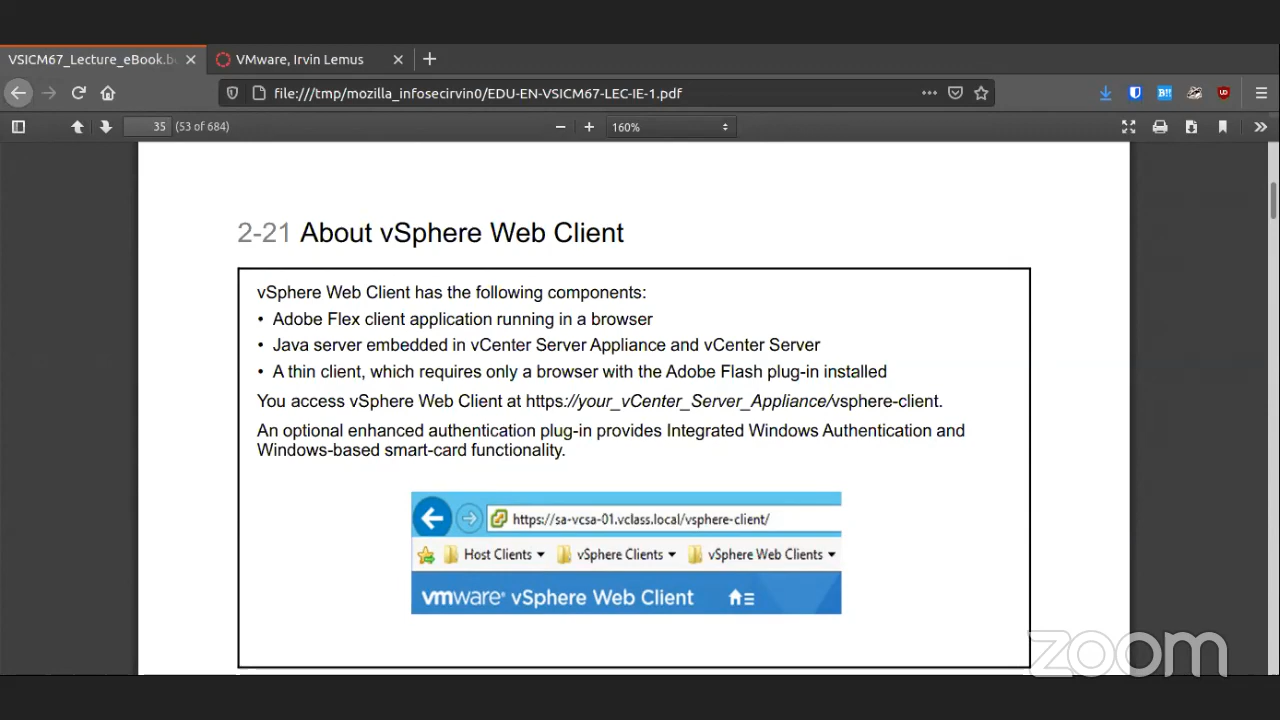 VSICM67_Lecture_eBook.b
VMware, Irvin Lemus
file:///tmp/mozilla_infosecirvin0/EDU-EN-VSICM67-LEC-IE-1.pdf
35 (53 of 684)
160%
2-21 About vSphere Web Client
vSphere Web Client has the following components:
• Adobe Flex client application running in a browser
• Java server embedded in vCenter Server Appliance and vCenter Server
• A thin client, which requires only a browser with the Adobe Flash plug-in installed
You access vSphere Web Client at https://your_vCenter_Server_Appliance/vsphere-client.
An optional enhanced authentication plug-in provides Integrated Windows Authentication and
Windows-based smart-card functionality.
https://sa-vcsa-01.vclass.local/vsphere-client/
Host Clients vSphere Clients vSphere Web Clients
vmware® vSphere Web Client
zoom